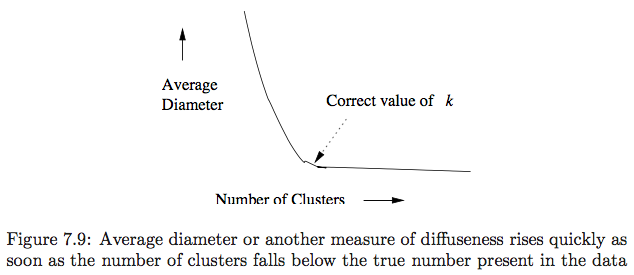 Average
Diameter
Correct value of k
Number of Clusters
Figure 7.9: Average diameter or another measure of diffuseness rises quickly as
soon as the number of clusters falls below the true number present in the data